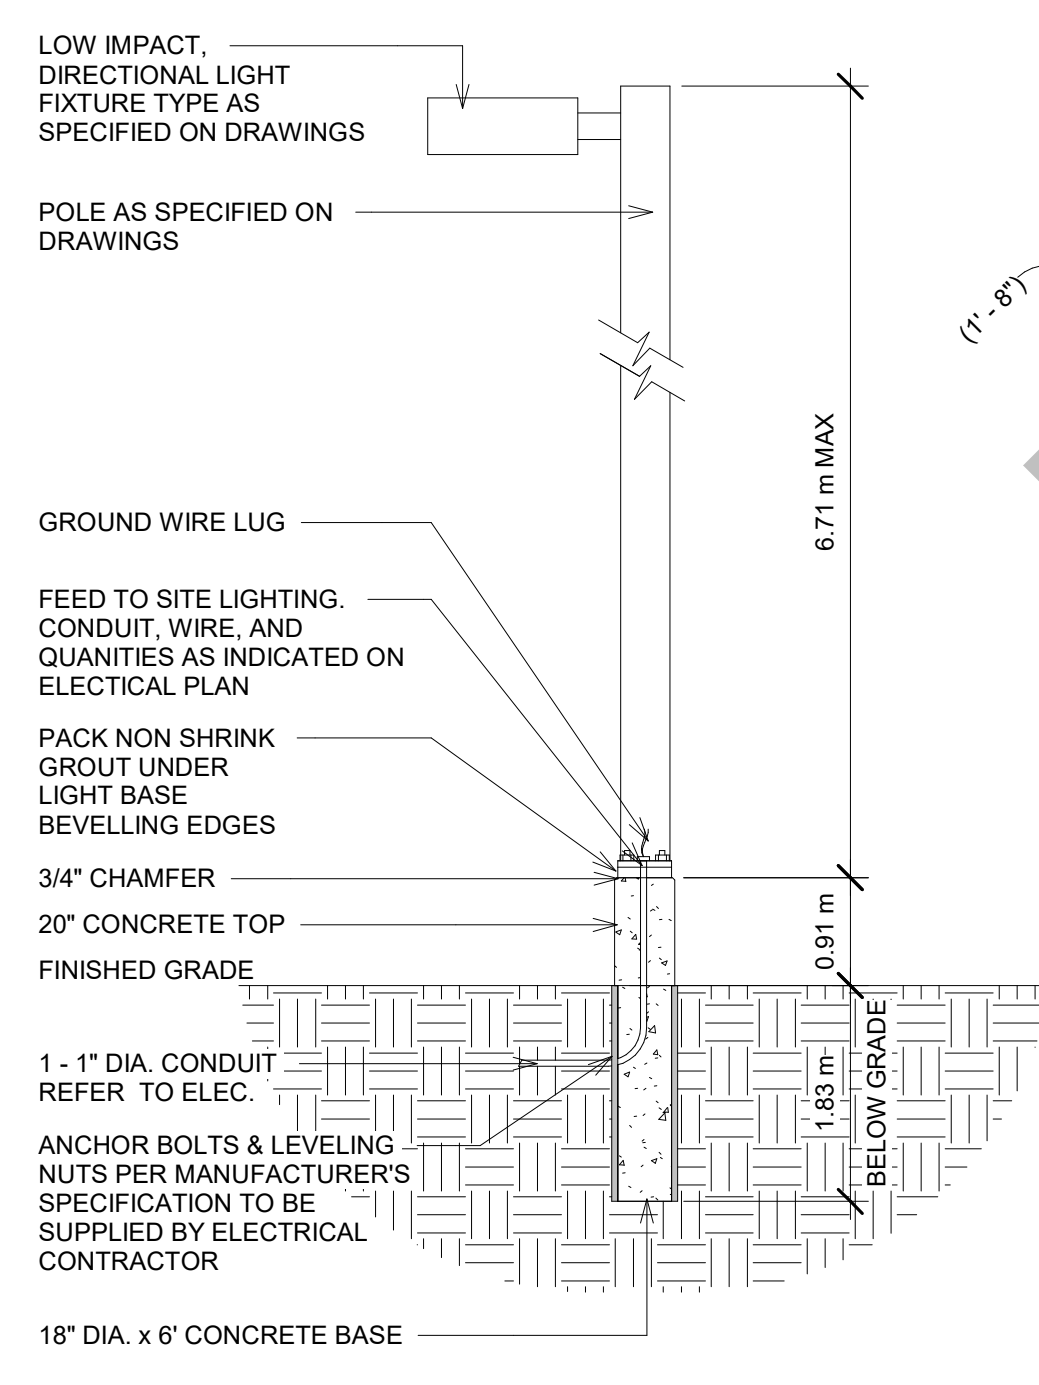 LOW IMPACT,
DIRECTIONAL LIGHT
FIXTURE TYPE AS
SPECIFIED ON DRAWINGS
POLE AS SPECIFIED ON
DRAWINGS
(1' - 8")
6.71 m MAX
GROUND WIRE LUG
FEED TO SITE LIGHTING.
CONDUIT, WIRE, AND
QUANITIES AS INDICATED ON
ELECTICAL PLAN
PACK NON SHRINK
GROUT UNDER
LIGHT BASE
BEVELLING EDGES
3/4" CHAMFER
20" CONCRETE TOP
0.91 m
FINISHED GRADE
1 - 1" DIA. CONDUIT
REFER TO ELEC.
1.83 m
BELOW GRADE
ANCHOR BOLTS & LEVELING
NUTS PER MANUFACTURER'S
SPECIFICATION TO BE
SUPPLIED BY ELECTRICAL
CONTRACTOR
18" DIA. x 6' CONCRETE BASE